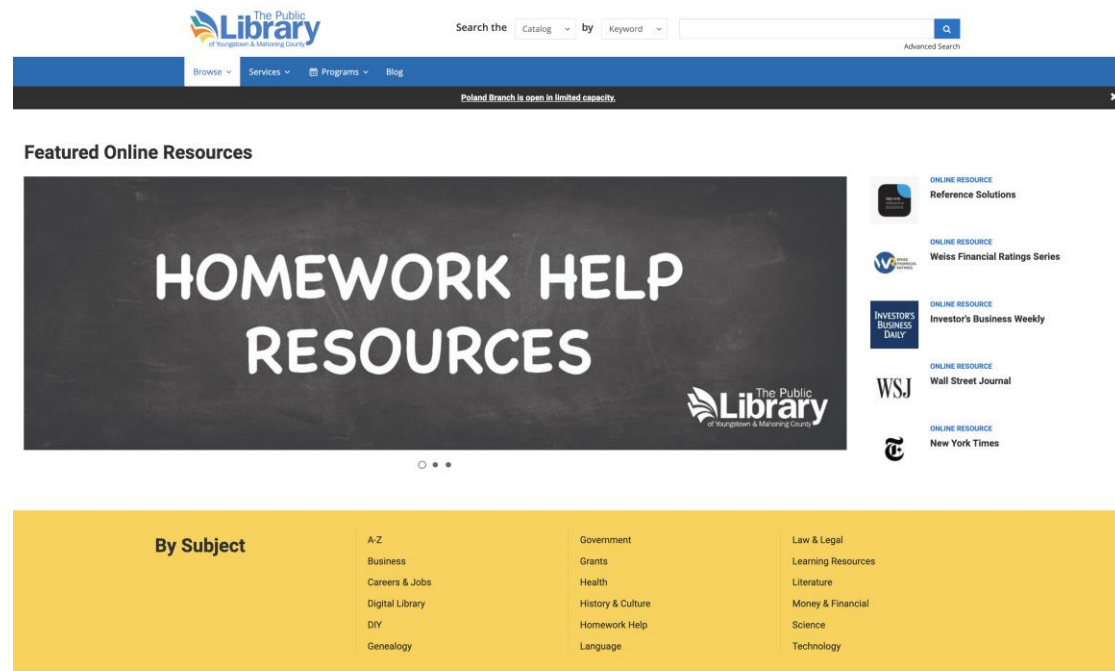 The Public
Library
of Youngstown & Mahoning County
Search the Catalog by Keyword
Advanced Search
Browse Services Programs Blog
Poland Branch is open in limited capacity.
Featured Online Resources
HOMEWORK HELP
RESOURCES
The Public
Library
of Youngstown & Mahoning County
ONLINE RESOURCE
Reference Solutions
WEISS
FINANCIAL
RATINGS
ONLINE RESOURCE
Weiss Financial Ratings Series
INVESTOR'S
BUSINESS
DAILY
ONLINE RESOURCE
Investor's Business Weekly
WSJ
ONLINE RESOURCE
Wall Street Journal
T
ONLINE RESOURCE
New York Times
By Subject
A-Z
Business
Careers & Jobs
Digital Library
DIY
Genealogy
Government
Grants
Health
History & Culture
Homework Help
Language
Law & Legal
Learning Resources
Literature
Money & Financial
Science
Technology